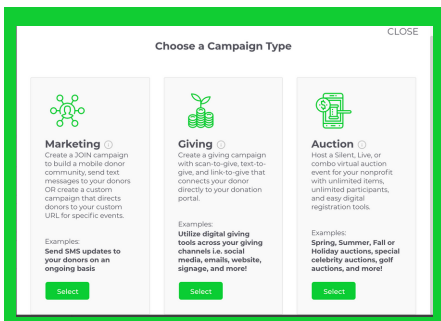 CLOSE
Choose a Campaign Type
Marketing
Create a JOIN campaign
to build a mobile donor
community, send text
messages to your donors
OR create a custom
campaign that directs
donors to your custom
URL for specific events.
Examples:
Send SMS updates to
your donors on an
ongoing basis
Select
Giving
Create a giving campaign
with scan-to-give, text-to-
give, and link-to-give that
connects your donor
directly to your donation
portal.
Examples:
Utilize digital giving
tools across your giving
channels i.e. social
media, emails, website,
signage, and more!
Select
Auction
Host a Silent, Live, or
combo virtual auction
event for your nonprofit
with unlimited items,
unlimited participants,
and easy digital
registration tools.
Examples:
Spring, Summer, Fall or
Holiday auctions, special
celebrity auctions, golf
auctions, and more!
Select